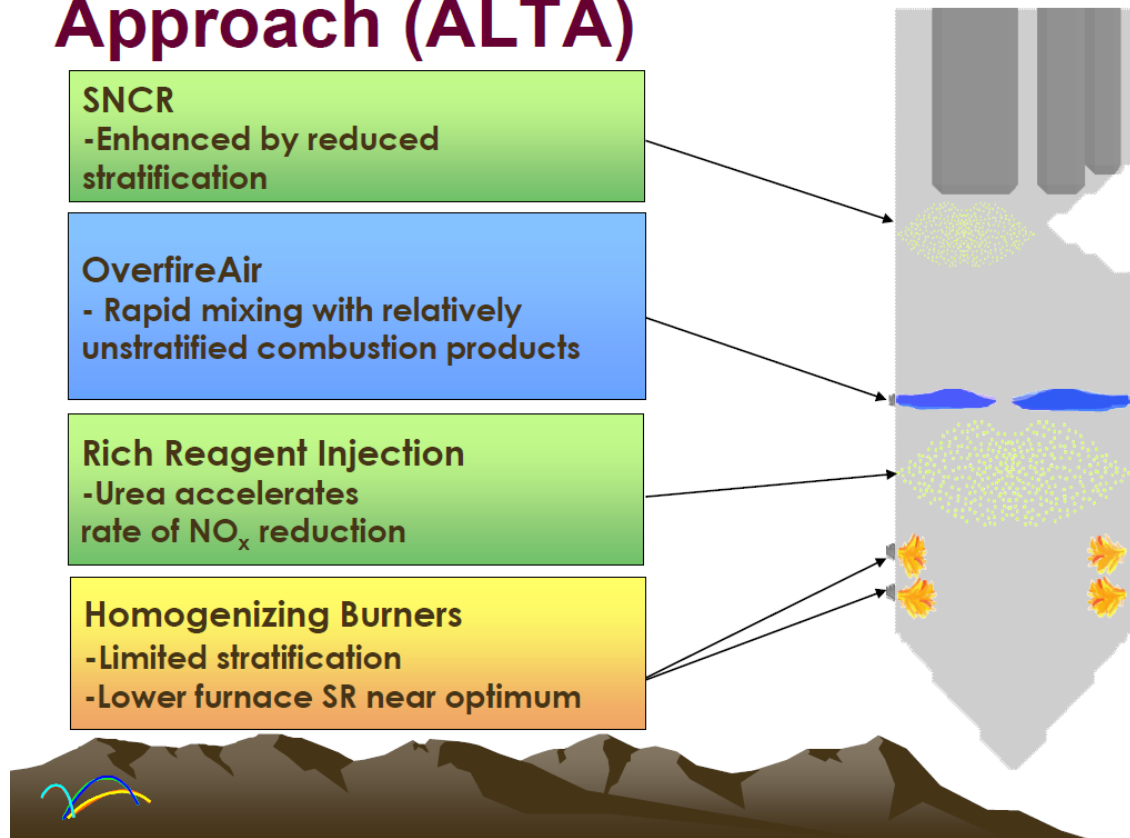 Approach (ALTA)
SNCR
-Enhanced by reduced
stratification
OverfireAir
- Rapid mixing with relatively
unstratified combustion products
Rich Reagent Injection
-Urea accelerates
rate of NOx reduction
Homogenizing Burners
-Limited stratification
-Lower furnace SR near optimum